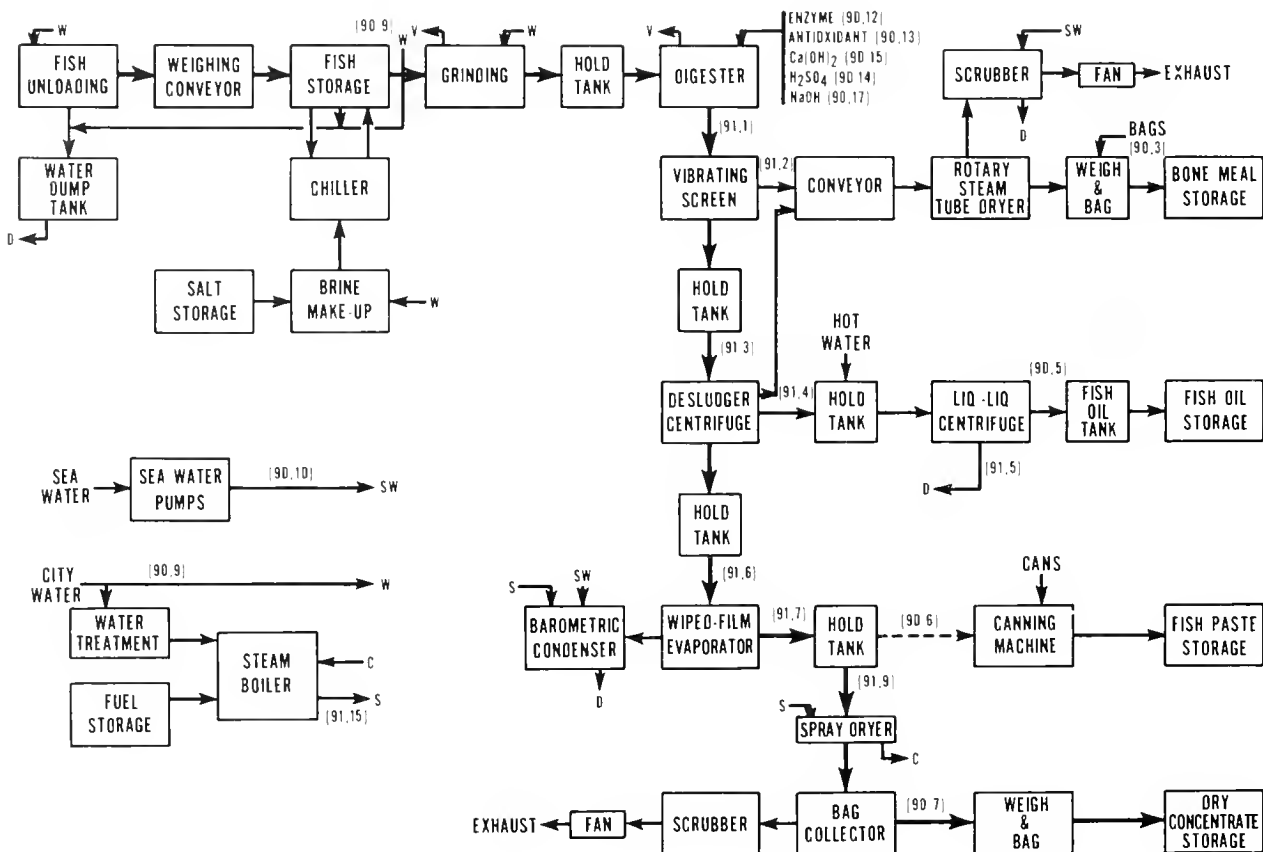 W
(90,9)
W
V
W
V
ENZYME (90,12)
ANTIOXIDANT (90,13)
Ca(OH)2 (90,15)
H2SO4 (90,14)
NaOH (90,17)
SW
FISH
UNLOADING
WEIGHING
CONVEYOR
FISH
STORAGE
GRINDING
HOLD
TANK
DIGESTER
SCRUBBER
FAN
EXHAUST
D
(91,1)
BAGS
(90,3)
WATER
DUMP
TANK
D
CHILLER
VIBRATING
SCREEN
(91,2)
CONVEYOR
ROTARY
STEAM
TUBE DRYER
WEIGH
&
BAG
BONE MEAL
STORAGE
SALT
STORAGE
BRINE
MAKE-UP
W
HOLD
TANK
(91,3)
HOT
WATER
DESLUDGER
CENTRIFUGE
(91,4)
HOLD
TANK
LIQ-LIQ
CENTRIFUGE
(90,5)
FISH
OIL
TANK
FISH OIL
STORAGE
(91,5)
D
SEA
WATER
SEA WATER
PUMPS
(90,10)
SW
HOLD
TANK
(91,6)
CITY
WATER
(90,9)
W
WATER
TREATMENT
STEAM
BOILER
C
S
(91,15)
FUEL
STORAGE
S
SW
BAROMETRIC
CONDENSER
D
WIPED-FILM
EVAPORATOR
(91,7)
HOLD
TANK
(90,6)
CANS
CANNING
MACHINE
FISH PASTE
STORAGE
(91,9)
S
SPRAY DRYER
C
EXHAUST
FAN
SCRUBBER
BAG
COLLECTOR
(90,7)
WEIGH
&
BAG
DRY
CONCENTRATE
STORAGE